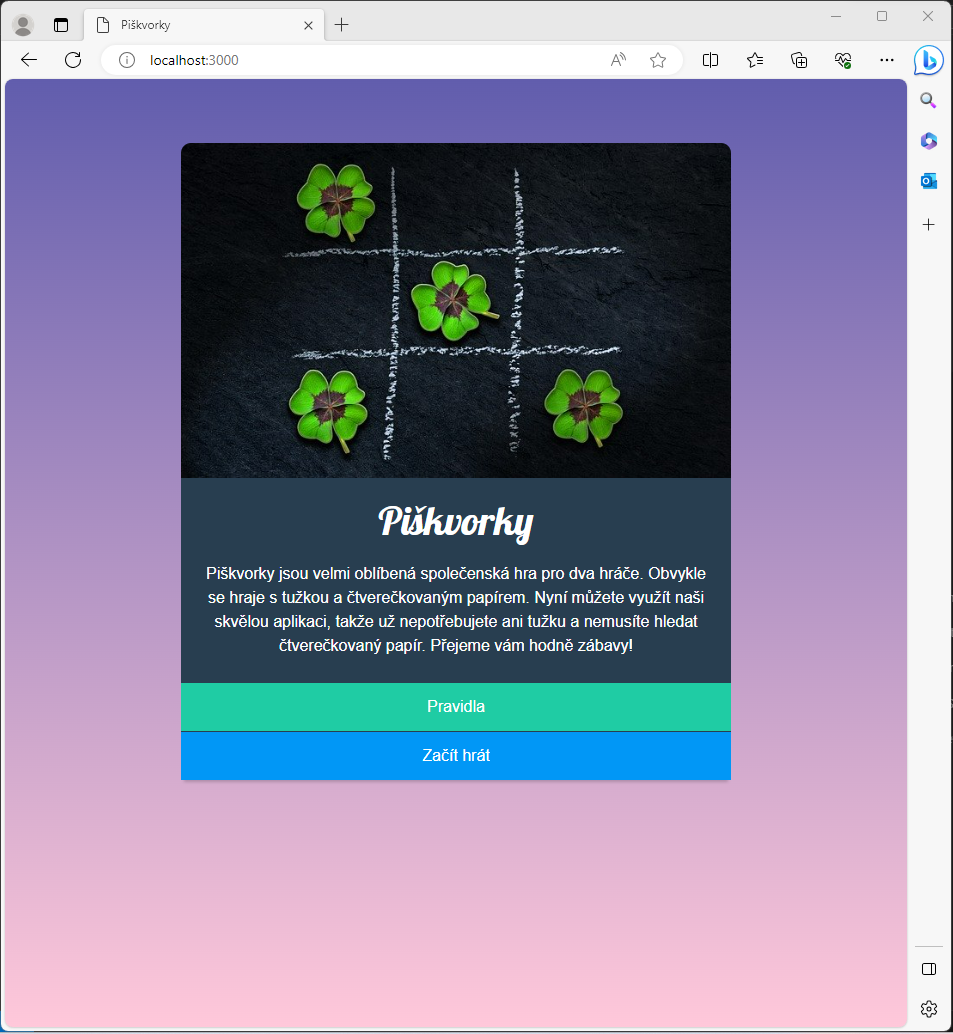 Piškvorky
localhost:3000
Piškvorky
Piškvorky jsou velmi oblíbená společenská hra pro dva hráče. Obvykle
se hraje s tužkou a čtverečkovaným papírem. Nyní můžete využít naši
skvělou aplikaci, takže už nepotřebujete ani tužku a nemusíte hledat
čtverečkovaný papír. Přejeme vám hodně zábavy!
Pravidla
Začít hrát